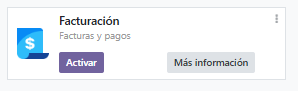 Facturación
Facturas y pagos
Activar
Más información